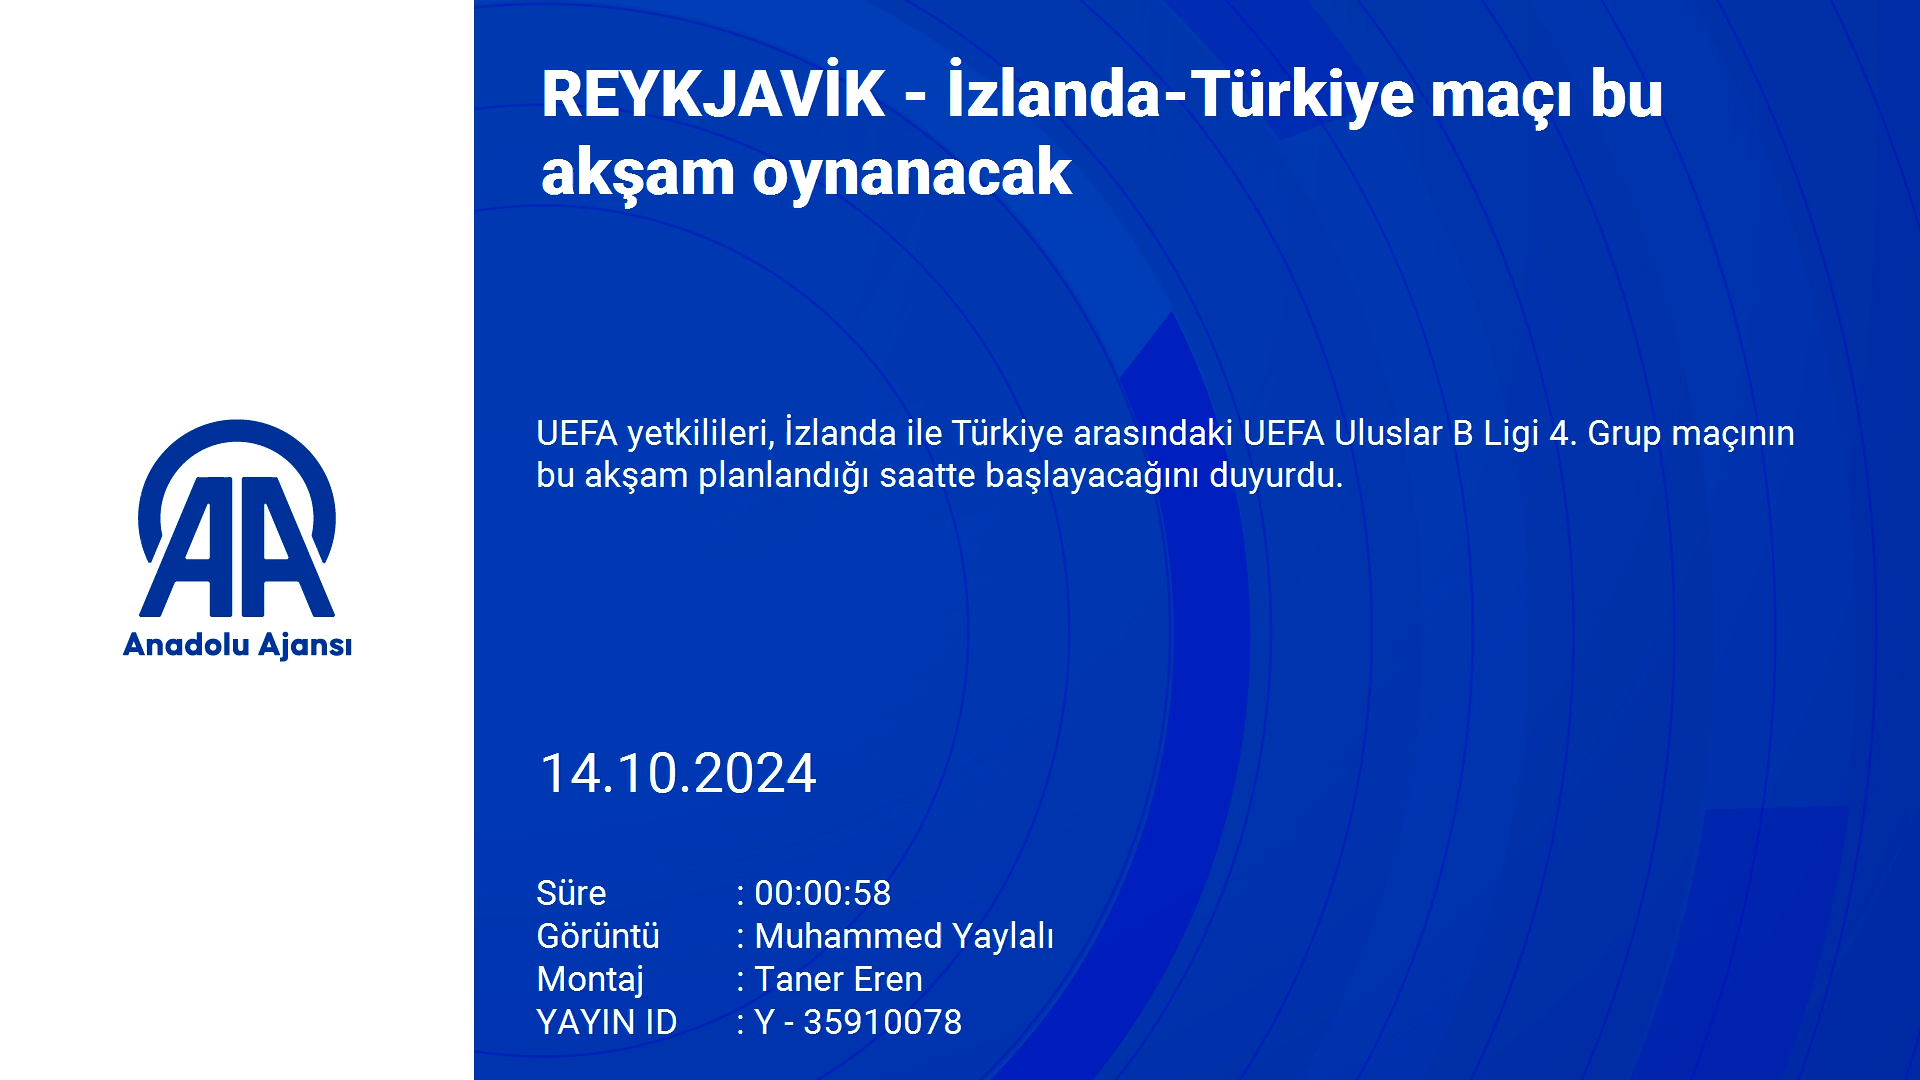 REYKJAVİK - İzlanda-Türkiye maçı bu
akşam oynanacak
UEFA yetkilileri, İzlanda ile Türkiye arasındaki UEFA Uluslar B Ligi 4. Grup maçının
bu akşam planlandığı saatte başlayacağını duyurdu.
AA
Anadolu Ajansı
14.10.2024
Süre : 00:00:58
Görüntü : Muhammed Yaylalı
Montaj : Taner Eren
YAYIN ID : Y - 35910078